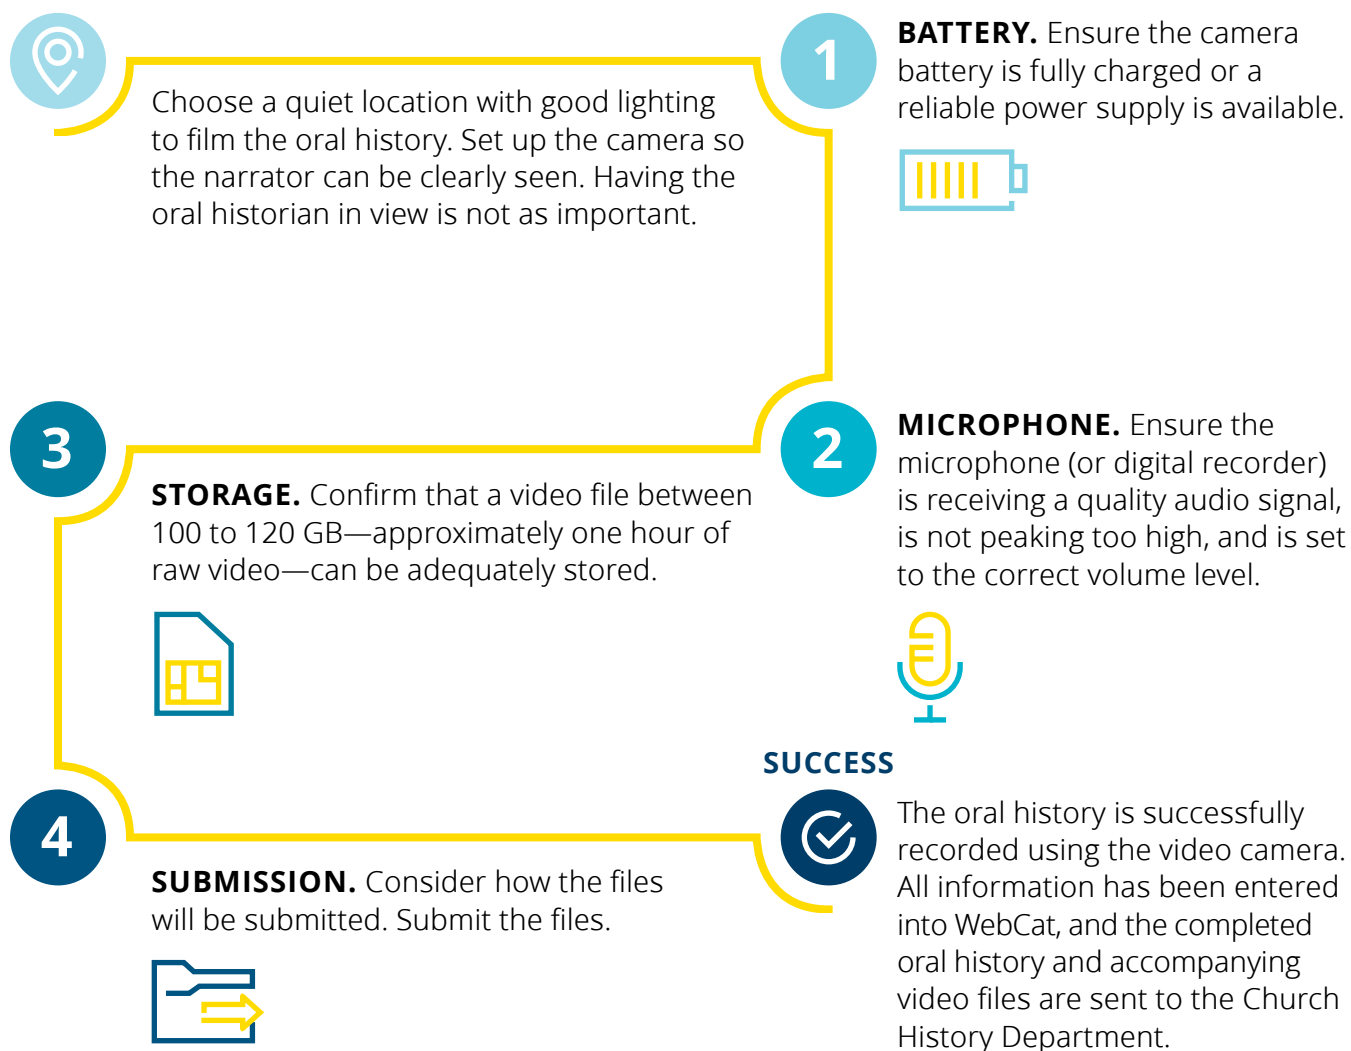 Choose a quiet location with good lighting
to film the oral history. Set up the camera so
the narrator can be clearly seen. Having the
oral historian in view is not as important.
1
BATTERY. Ensure the camera
battery is fully charged or a
reliable power supply is available.
2
MICROPHONE. Ensure the
microphone (or digital recorder)
is receiving a quality audio signal,
is not peaking too high, and is set
to the correct volume level.
3
STORAGE. Confirm that a video file between
100 to 120 GB—approximately one hour of
raw video—can be adequately stored.
4
SUBMISSION. Consider how the files
will be submitted. Submit the files.
SUCCESS
The oral history is successfully
recorded using the video camera.
All information has been entered
into WebCat, and the completed
oral history and accompanying
video files are sent to the Church
History Department.